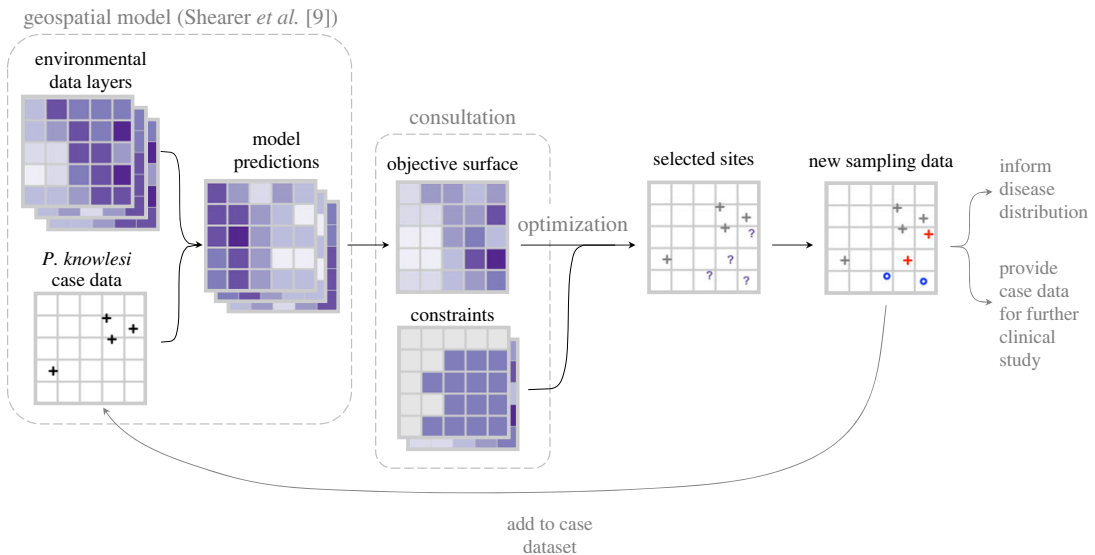 geospatial model (Shearer et al. [9])
environmental
data layers
model
predictions
P. knowlesi
case data
consultation
objective surface
optimization
constraints
selected sites
? 
? 
? 
?
new sampling data
inform
disease
distribution
provide
case data
for further
clinical
study
add to case
dataset